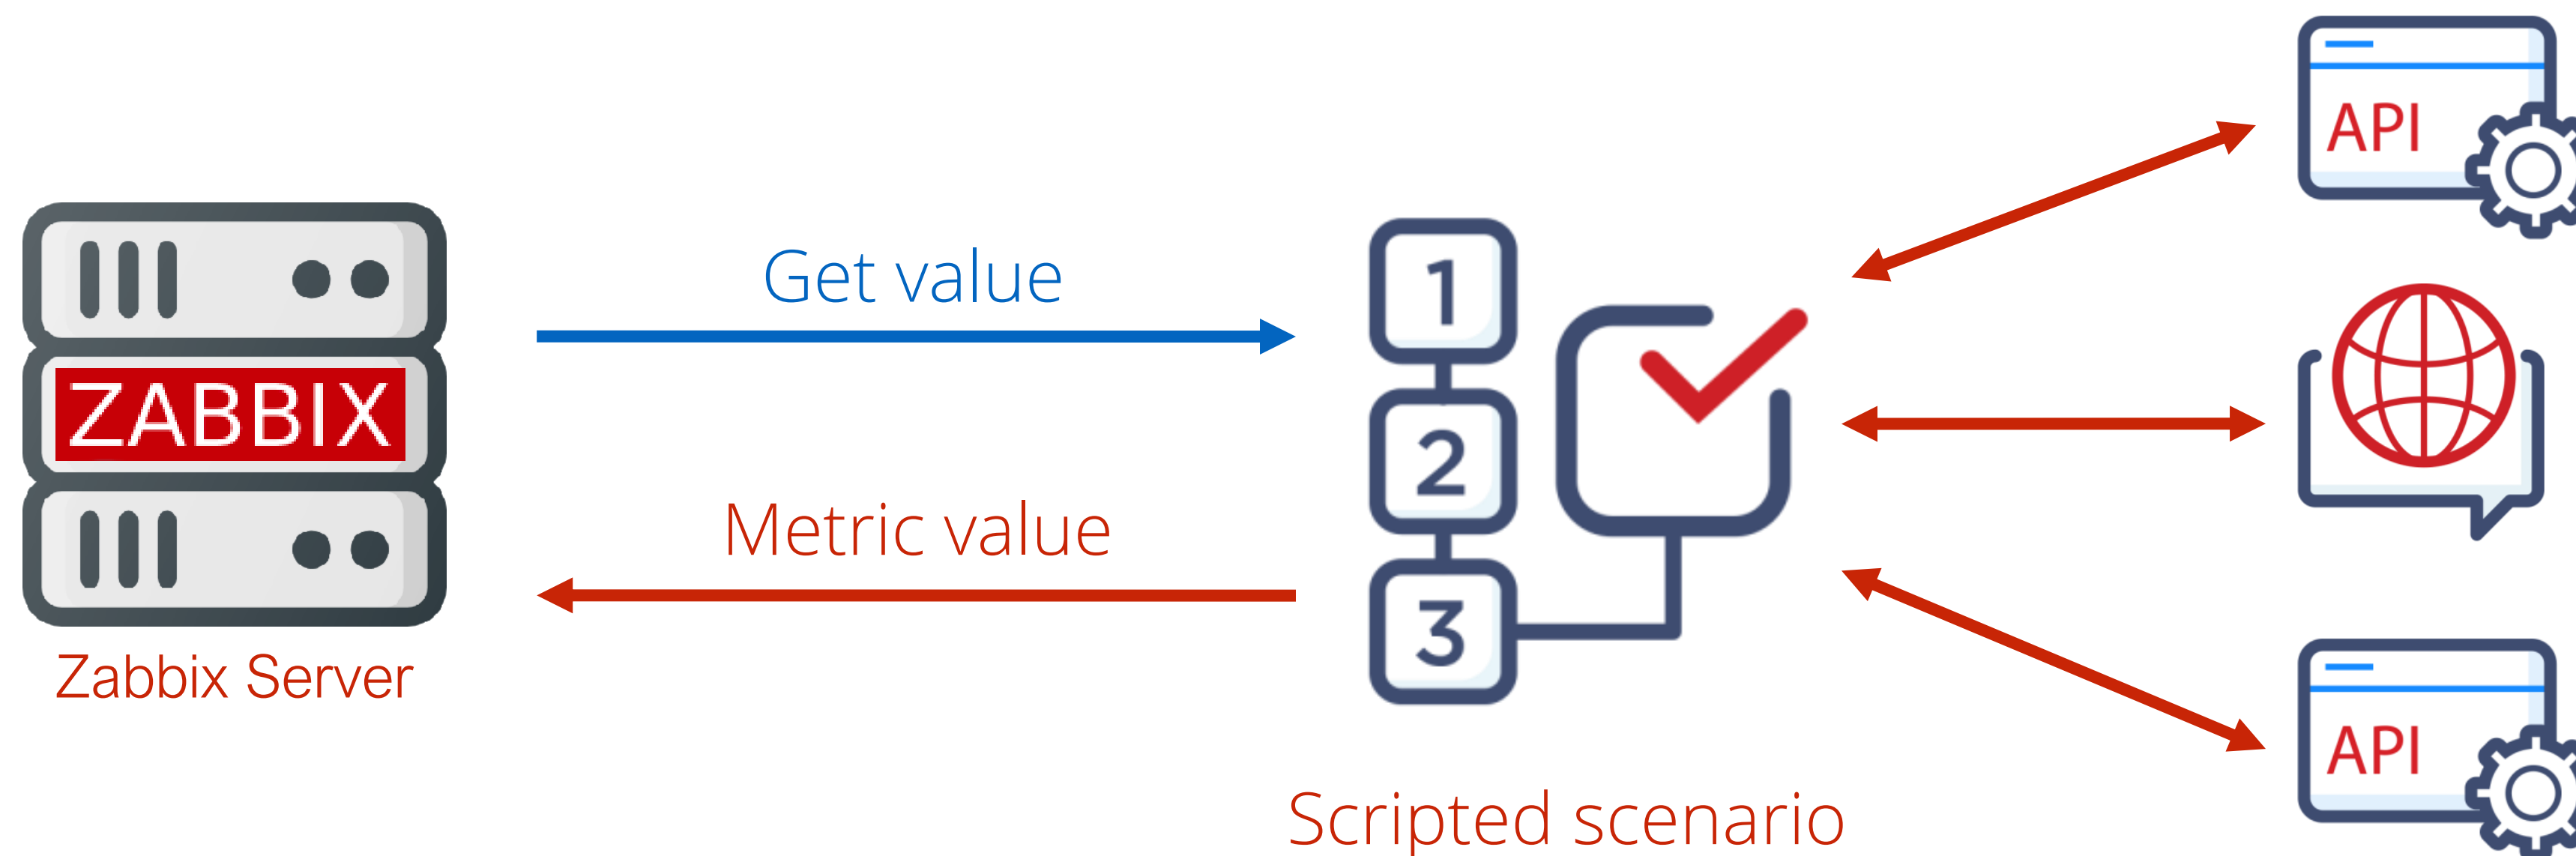 API
Get value
1
ZABBIX
2
Metric value
3
Zabbix Server
API
Scripted scenario